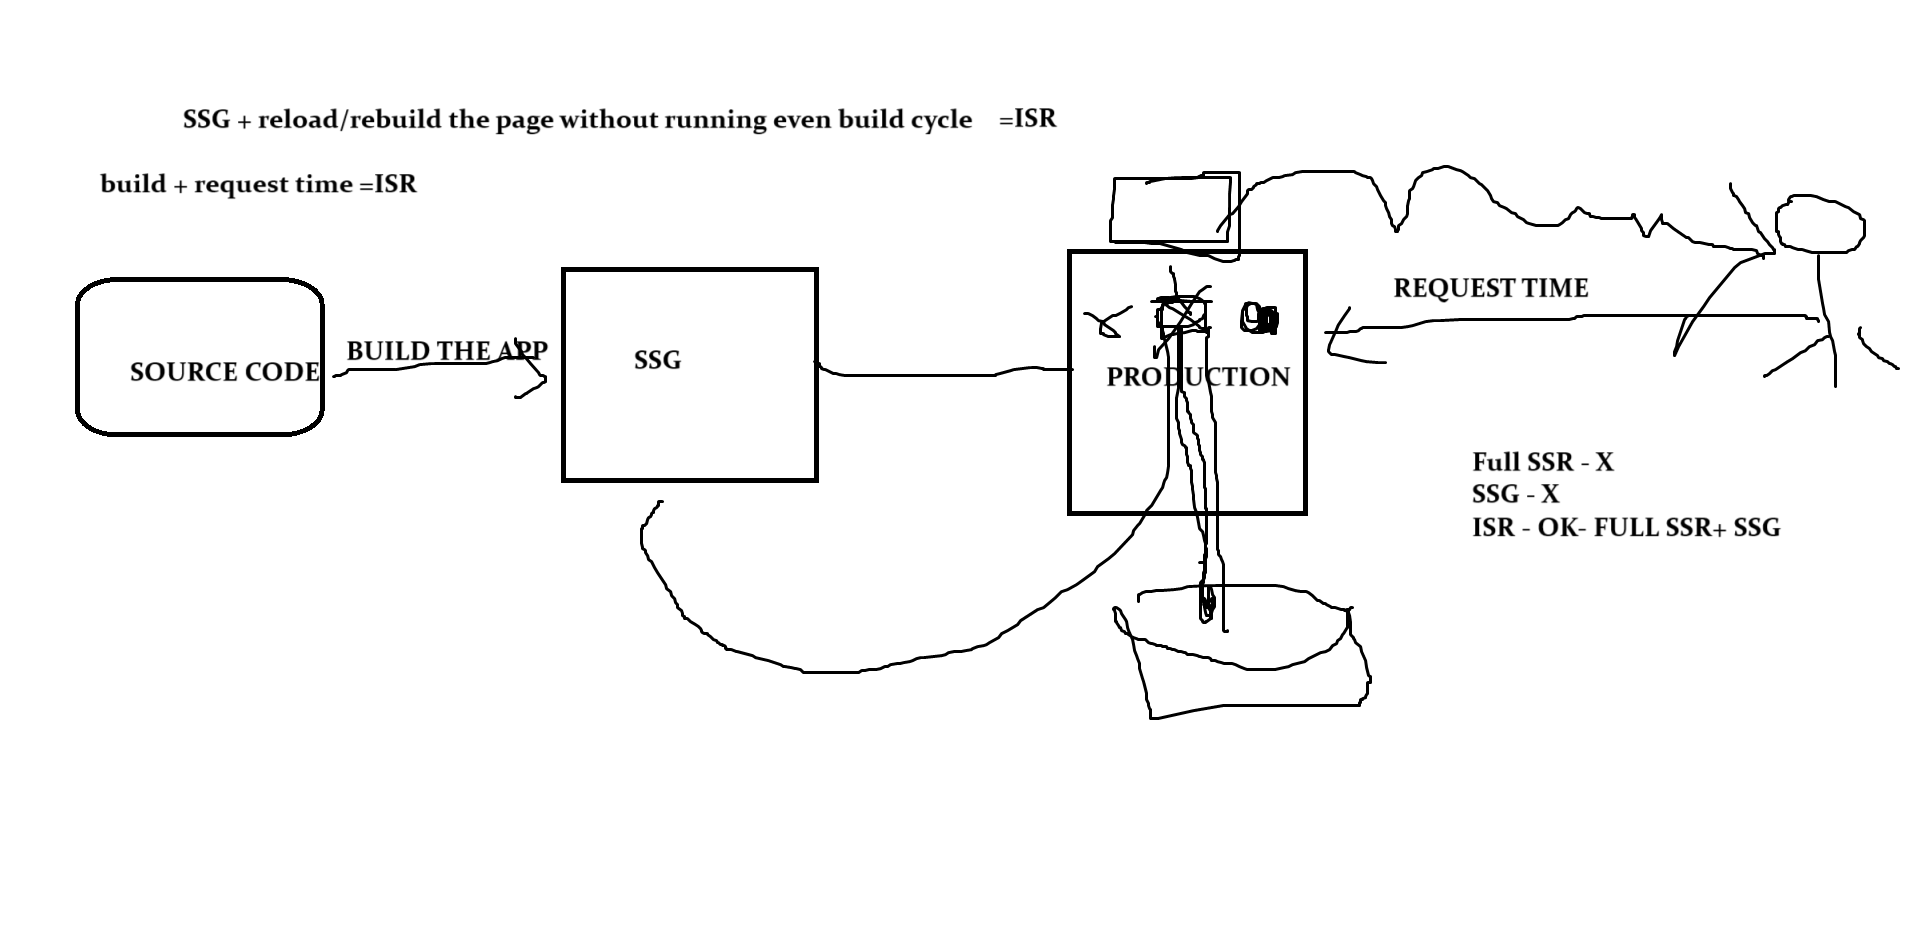 SSG + reload/rebuild the page without running even build cycle =ISR
build + request time =ISR
REQUEST TIME
BUILD THE APP
SSG
SOURCE CODE
PRODUCTION
Full SSR - X
SSG - X
ISR - OK- FULL SSR+ SSG